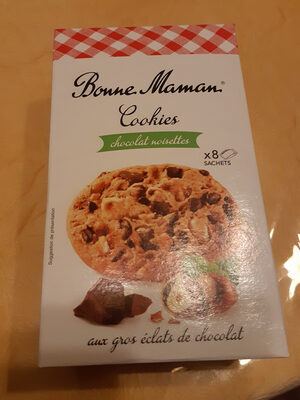 Bonne Maman®
Cookies
chocolat noisettes
x8
SACHETS
Suggestion de présentation
aux gros éclats de chocolat